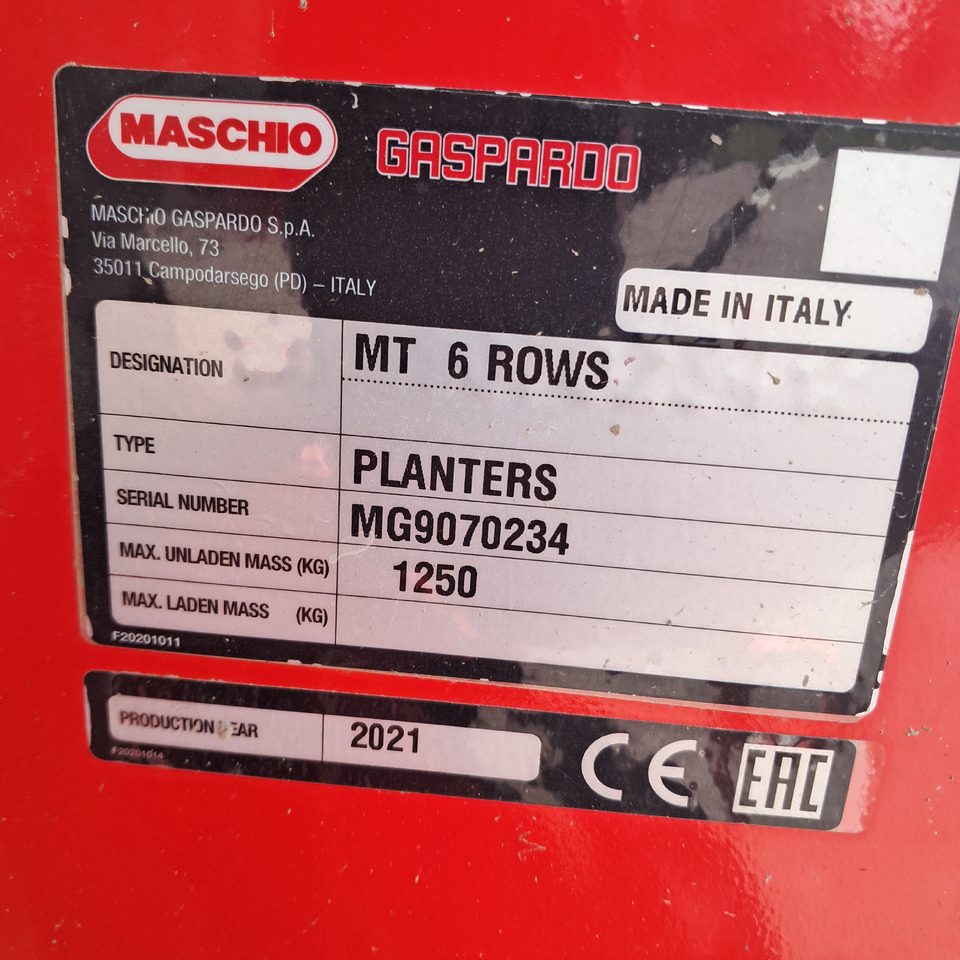 MASCHIO
GASPARDO
MASCHIO GASPARDO S.p.A.
Via Marcello, 73
35011 Campodarsego (PD) – ITALY
MADE IN ITALY
DESIGNATION MT 6 ROWS
TYPE PLANTERS
SERIAL NUMBER MG9070234
MAX. UNLADEN MASS (KG) 1250
MAX. LADEN MASS (KG)
F20201011
PRODUCTION YEAR 2021
F20201014
CE EAC